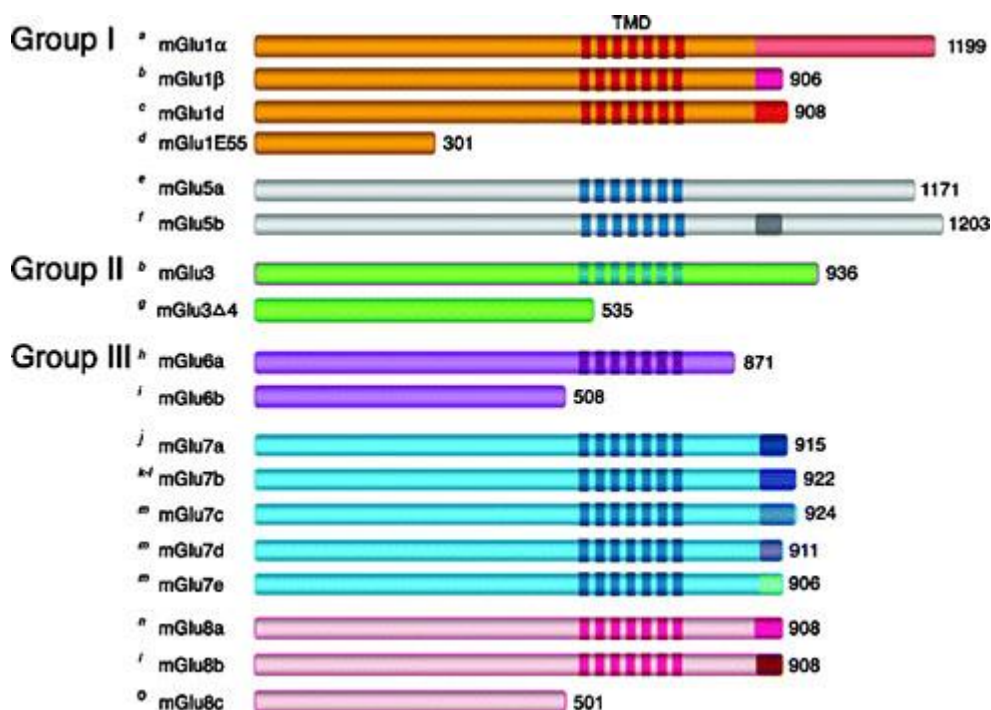 TMD
Group I a mGlu1α 1199
b mGlu1β 906
c mGlu1d 908
d mGlu1E55 301
e mGlu5a 1171
f mGlu5b 1203
Group II b mGlu3 936
g mGlu3Δ4 535
Group III h mGlu6a 871
i mGlu6b 508
j mGlu7a 915
k-l mGlu7b 922
m mGlu7c 924
m mGlu7d 911
m mGlu7e 906
n mGlu8a 908
l mGlu8b 908
o mGlu8c 501